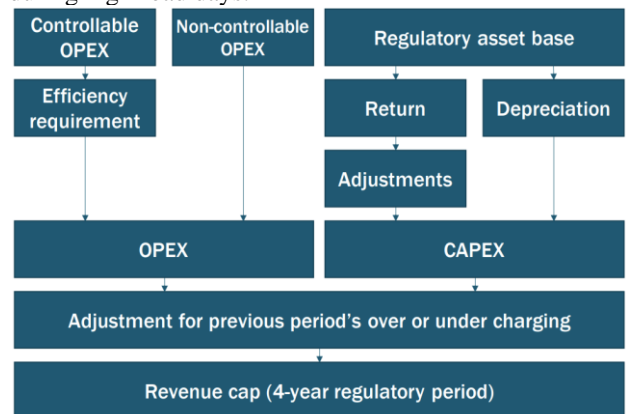 Controllable
OPEX
Non-controllable
OPEX
Regulatory asset base
Efficiency
requirement
Return
Depreciation
Adjustments
OPEX
CAPEX
Adjustment for previous period's over or under charging
Revenue cap (4-year regulatory period)